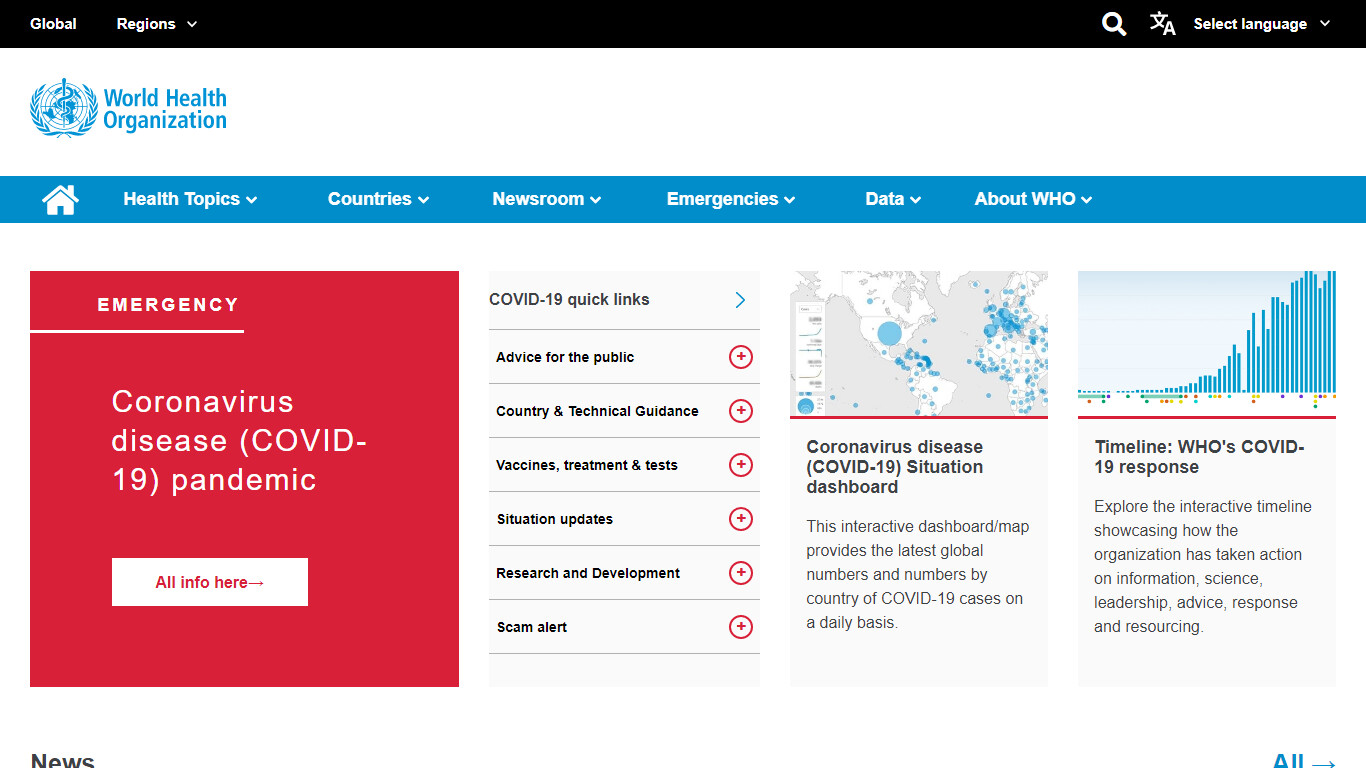 Global
Regions
Select language
World Health
Organization
Health Topics
Countries
Newsroom
Emergencies
Data
About WHO
EMERGENCY
Coronavirus
disease (COVID-
19) pandemic
All info here→
COVID-19 quick links
Advice for the public
Country & Technical Guidance
Vaccines, treatment & tests
Situation updates
Research and Development
Scam alert
Coronavirus disease
(COVID-19) Situation
dashboard
This interactive dashboard/map
provides the latest global
numbers and numbers by
country of COVID-19 cases on
a daily basis.
Timeline: WHO's COVID-
19 response
Explore the interactive timeline
showcasing how the
organization has taken action
on information, science,
leadership, advice, response
and resourcing.
News
All →